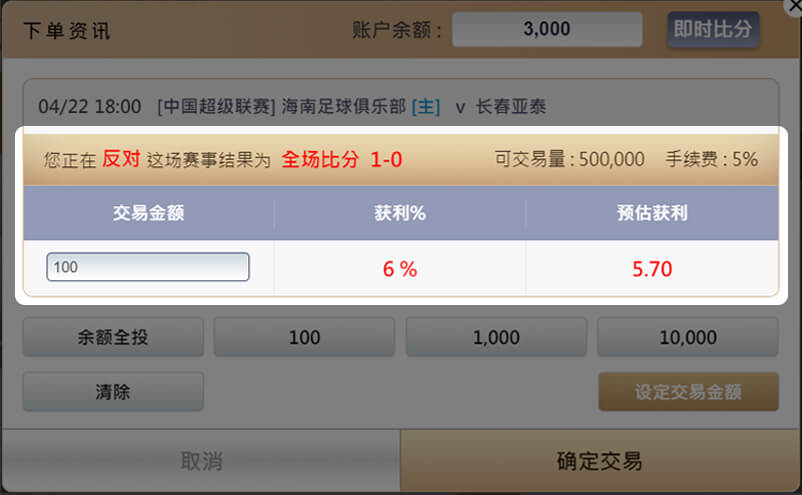 下单资讯 账户余额 : 3,000 即时比分
04/22 18:00 [中国超级联赛] 海南足球俱乐部 [主] v 长春亚泰
您正在 反对 这场赛事结果为 全场比分 1-0 可交易量 : 500,000 手续费 : 5%
交易金额 获利% 预估获利
100 6 % 5.70
余额全投 100 1,000 10,000
清除 设定交易金额
取消 确定交易